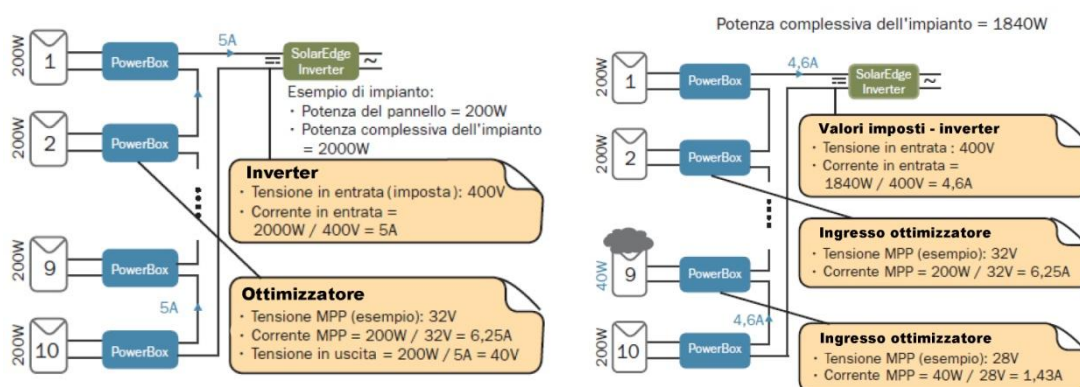 200W
1
PowerBox
5A
SolarEdge
Inverter
=
~
Esempio di impianto:
· Potenza del pannello = 200W
· Potenza complessiva dell'impianto
= 2000W
200W
2
PowerBox
Inverter
· Tensione in entrata (imposta): 400V
· Corrente in entrata =
2000W / 400V = 5A
200W
9
PowerBox
5A
200W
10
PowerBox
Ottimizzatore
· Tensione MPP (esempio): 32V
· Corrente MPP = 200W / 32V = 6,25A
· Tensione in uscita = 200W / 5A = 40V
Potenza complessiva dell'impianto = 1840W
200W
1
PowerBox
4,6A
SolarEdge
Inverter
=
~
200W
2
PowerBox
Valori imposti - inverter
· Tensione in entrata : 400V
· Corrente in entrata =
1840W / 400V = 4,6A
40W
9
PowerBox
Ingresso ottimizzatore
· Tensione MPP (esempio): 32V
· Corrente MPP = 200W / 32V = 6,25A
4,6A
200W
10
PowerBox
Ingresso ottimizzatore
· Tensione MPP (esempio): 28V
· Corrente MPP = 40W / 28V = 1,43A